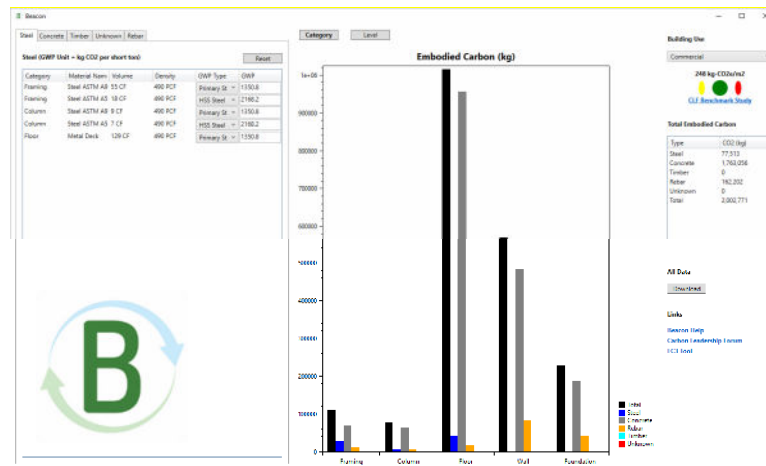 Beacon
Steel Concrete Timber Unknown Rebar
Steel (GWP Unit = kg CO2 per short ton)
Reset
Category Material Nam Volume Density GWP Type GWP
Framing Steel ASTM A9 55 CF 490 PCF Primary St 1350.8
Framing Steel ASTM A5 18 CF 490 PCF HSS Steel 2168.2
Column Steel ASTM A9 9 CF 490 PCF Primary St 1350.8
Column Steel ASTM A5 7 CF 490 PCF HSS Steel 2168.2
Floor Metal Deck 129 CF 490 PCF Primary St 1350.8
B
Category Level
Embodied Carbon (kg)
1e+06
900000
800000
700000
600000
500000
400000
300000
200000
100000
0
Framing Column Floor Wall Foundation
Total
Steel
Concrete
Rebar
Timber
Unknown
Building Use
Commercial
248 kg-CO2e/m2
CLF Benchmark Study
Total Embodied Carbon
Type CO2 (kg)
Steel 77,513
Concrete 1,763,056
Timber 0
Rebar 162,202
Unknown 0
Total 2,002,771
All Data
Download
Links
Beacon Help
Carbon Leadership Forum
EC3 Tool